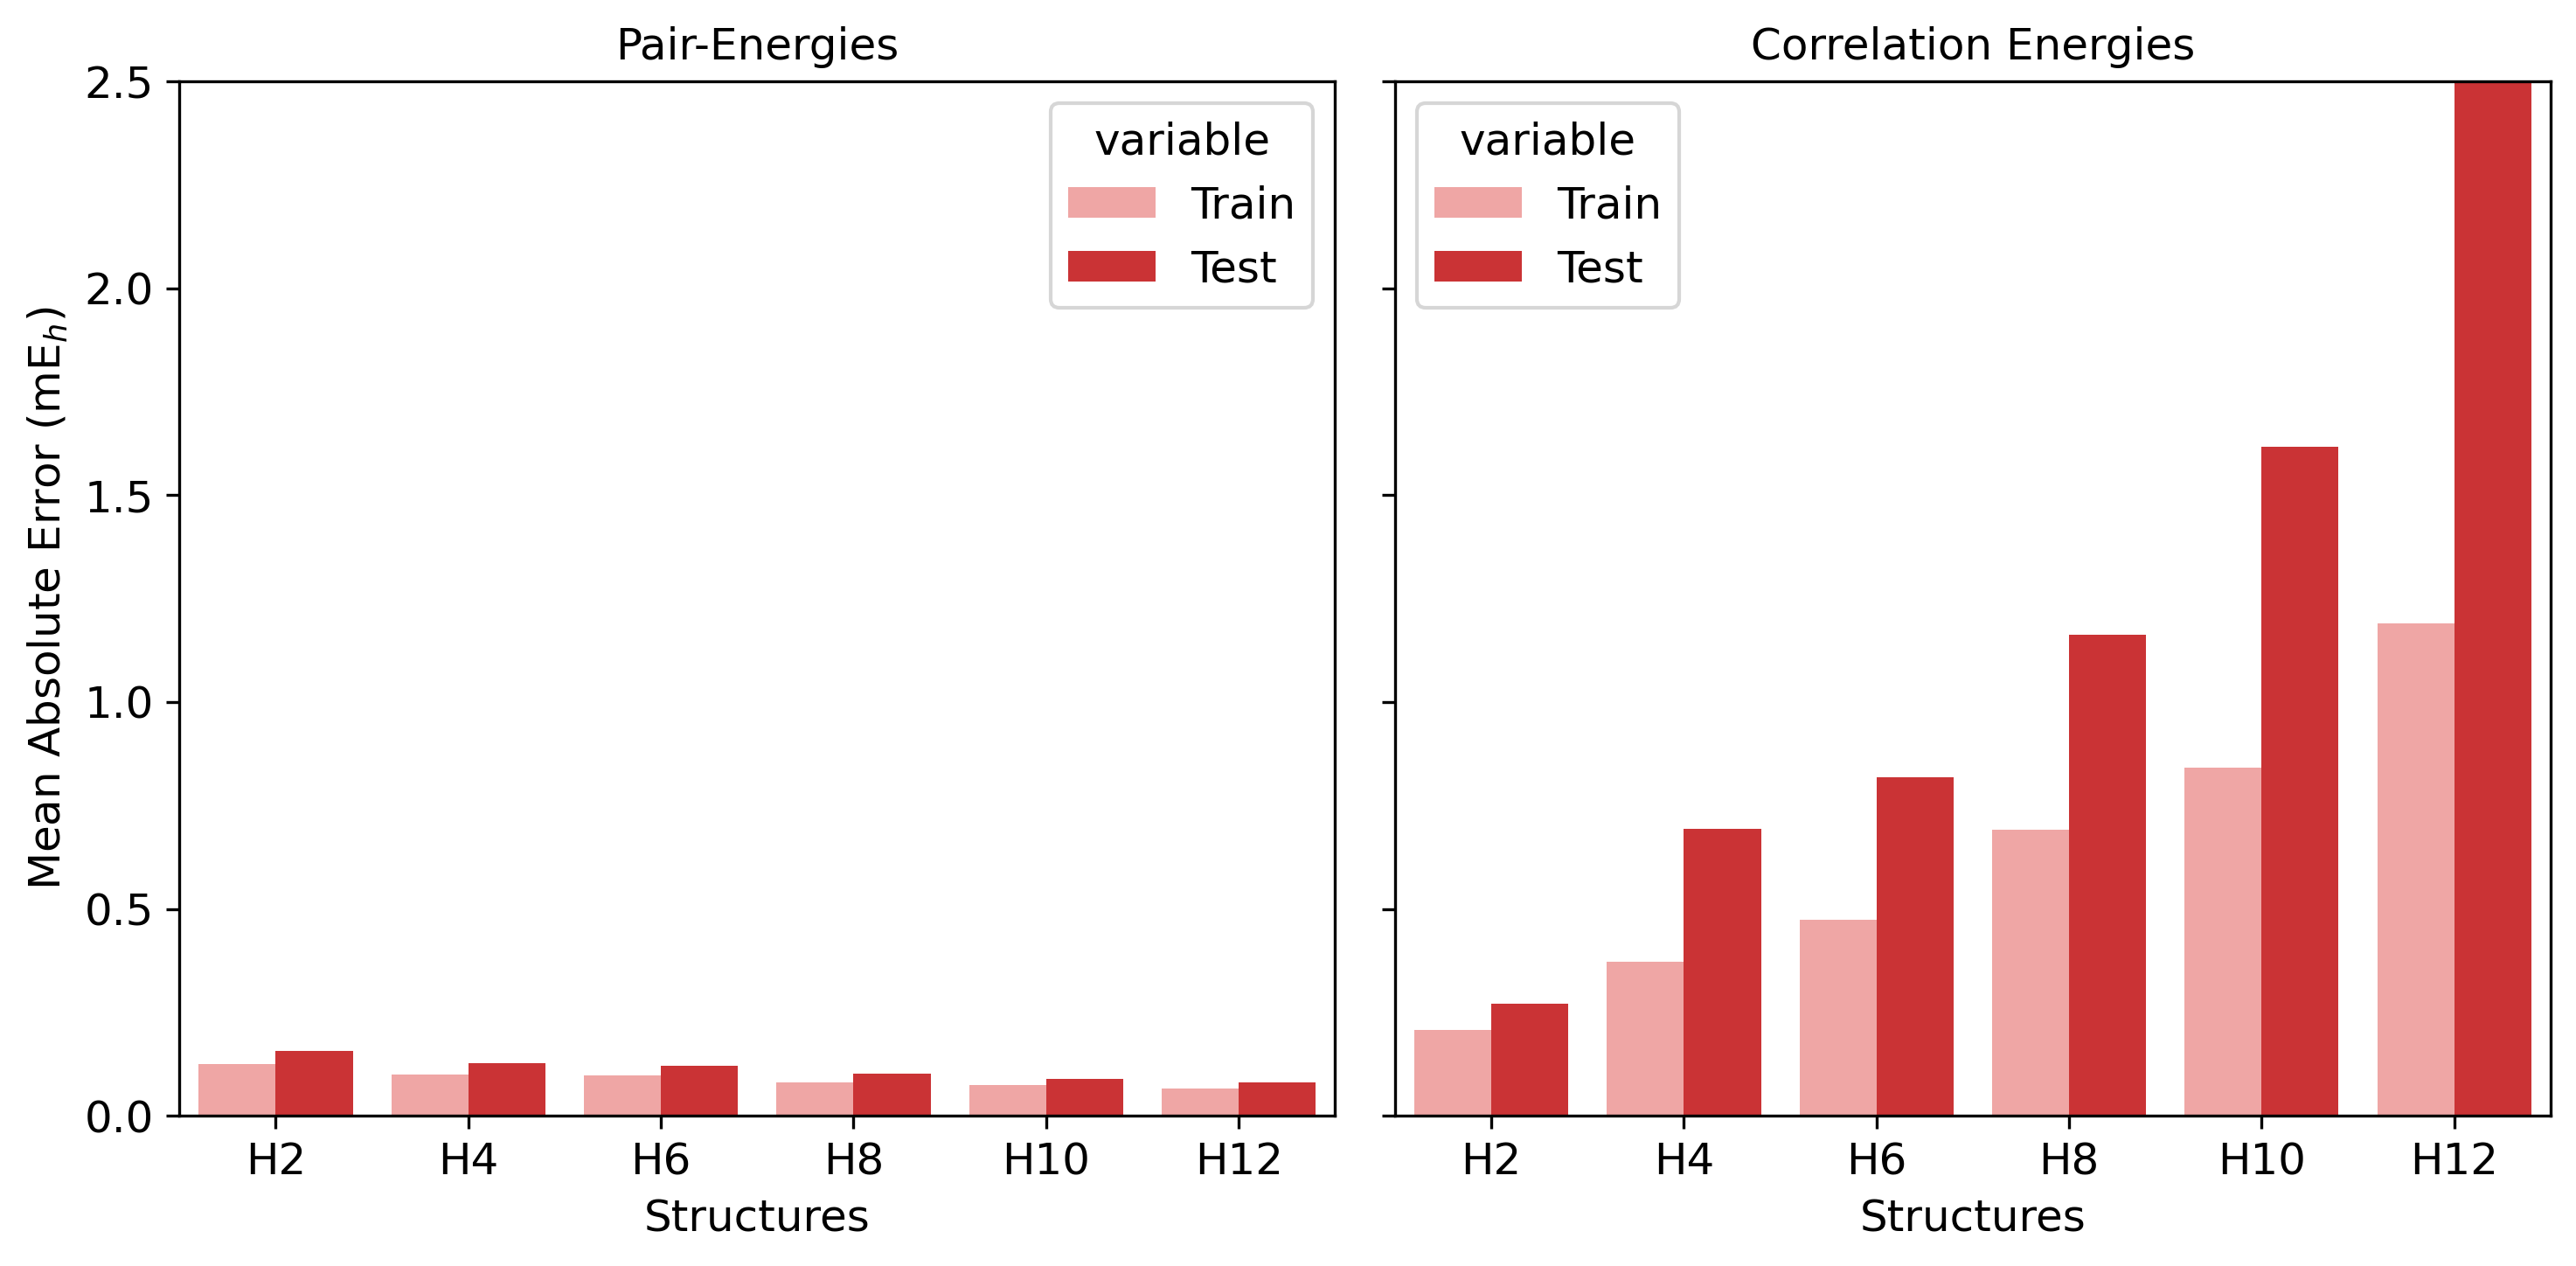 Pair-Energies
Mean Absolute Error (mE_h)
2.5
2.0
1.5
1.0
0.5
0.0
variable
Train
Test
H2 H4 H6 H8 H10 H12
Structures
Correlation Energies
variable
Train
Test
H2 H4 H6 H8 H10 H12
Structures